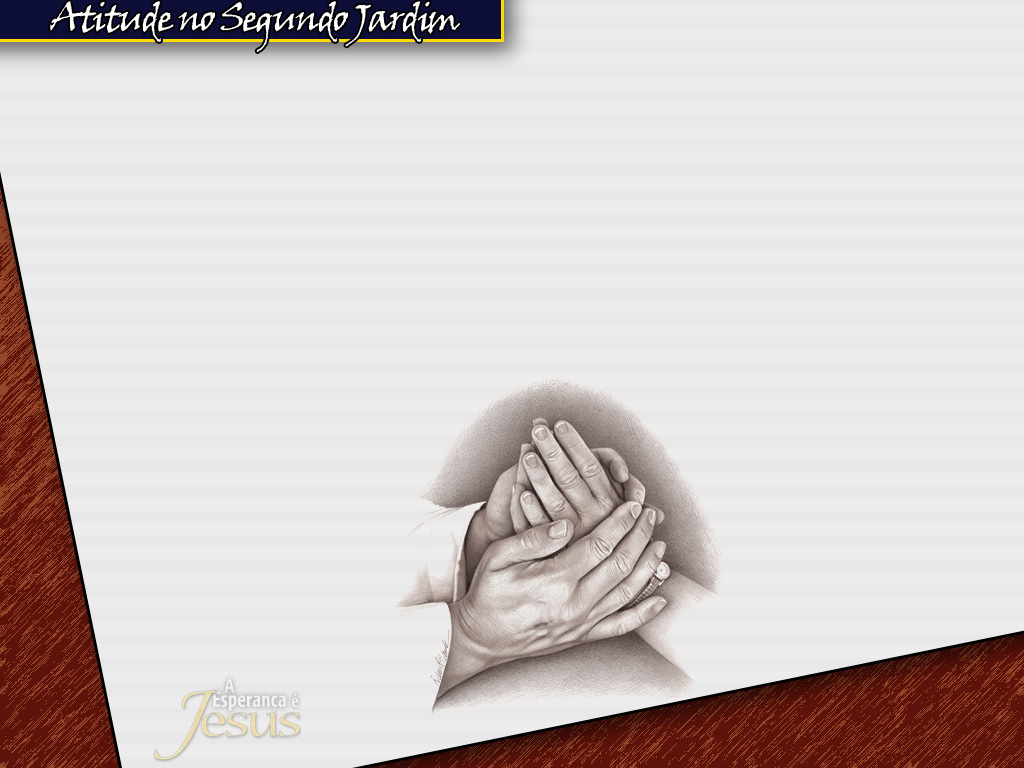 Atitude no Segundo Jardim
A
Esperança é
Jesus